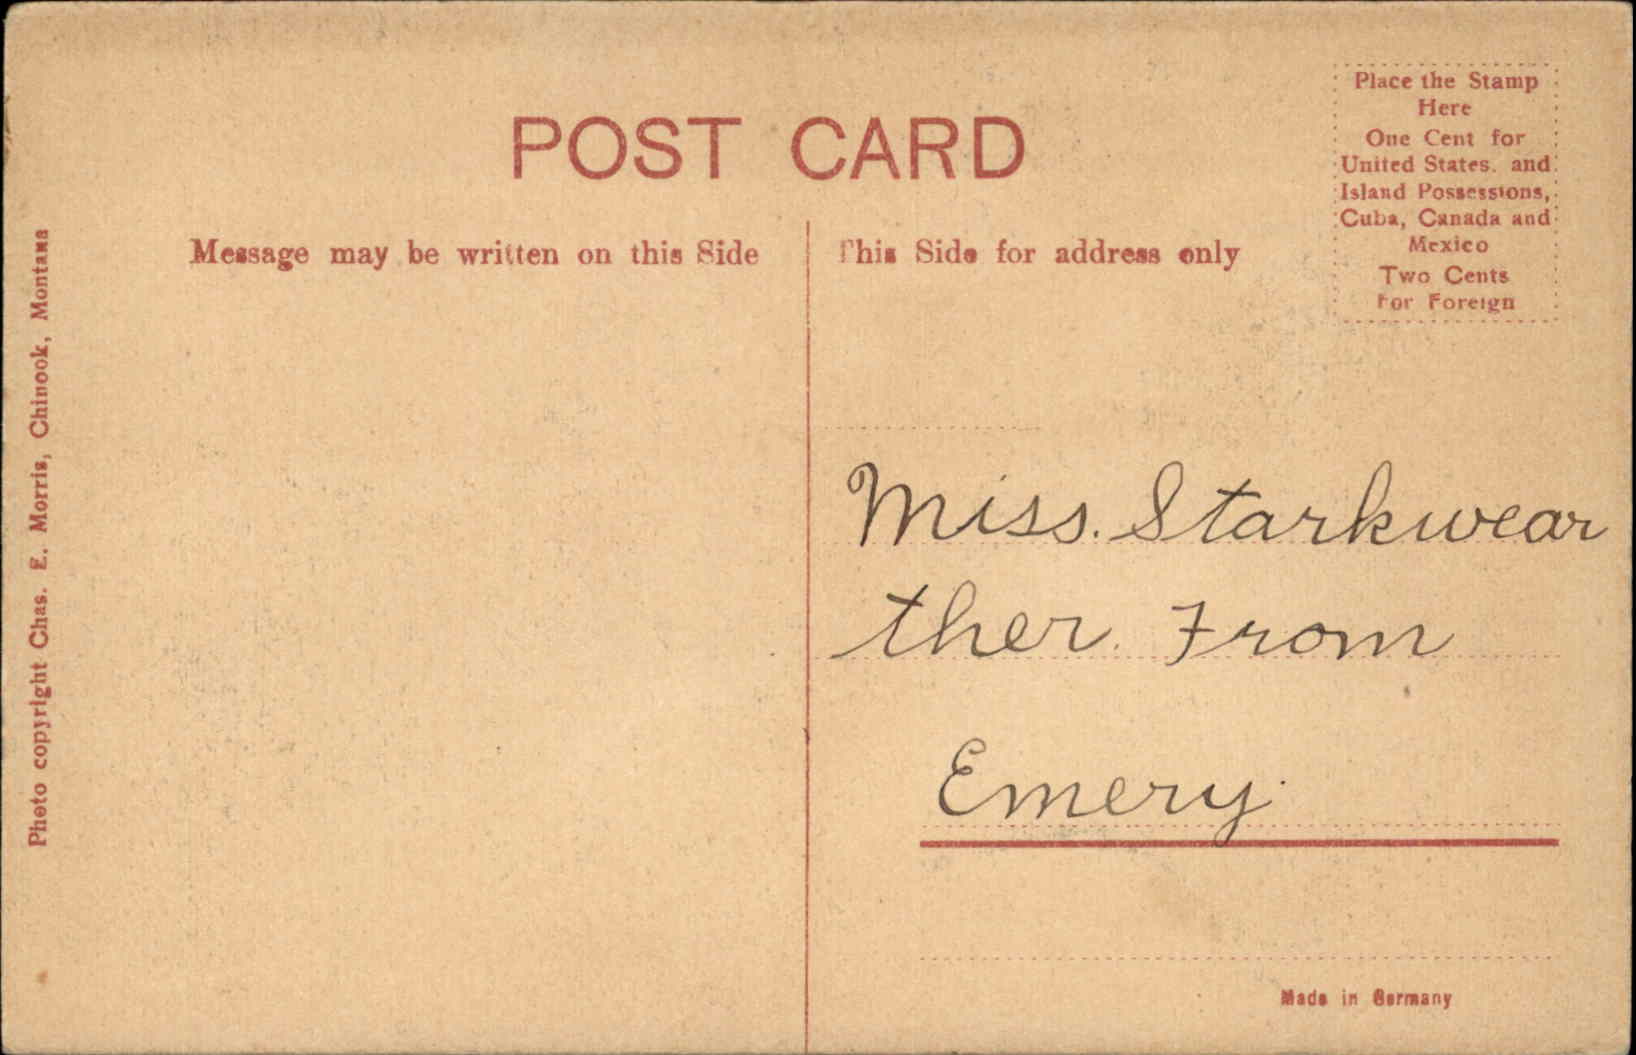 POST CARD
Place the Stamp
Here
One Cent for
United States. and
Island Possessions,
Cuba, Canada and
Mexico
Two Cents
For Foreign
Message may be written on this Side
This Side for address only
Photo copyright Chas. E. Morris, Chinook, Montana
Miss. Starkwear
ther. From
Emery
Made in Germany